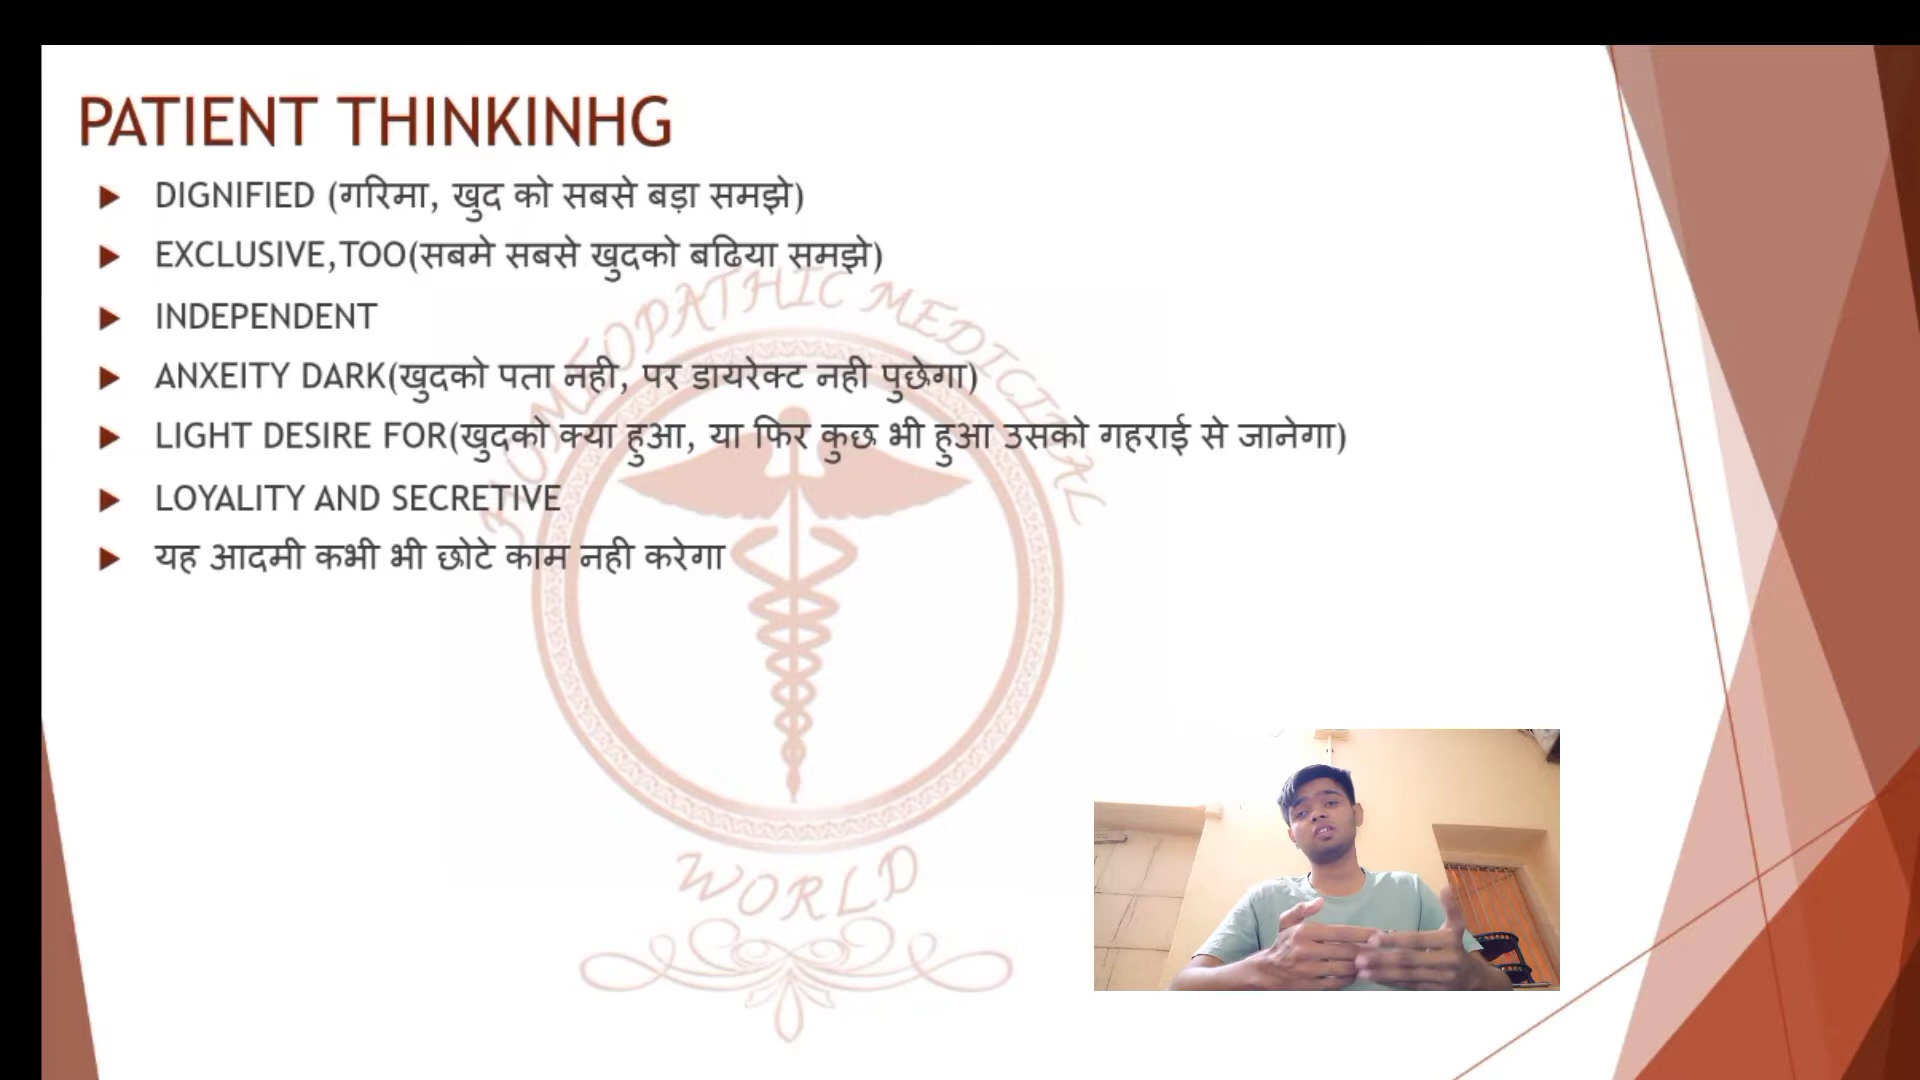 PATIENT THINKINHG
DIGNIFIED (गरिमा, खुद को सबसे बड़ा समझे)
EXCLUSIVE,TOO(सबमे सबसे खुदको बढिया समझे)
INDEPENDENT
ANXEITY DARK(खुदको पता नही, पर डायरेक्ट नही पुछेगा)
LIGHT DESIRE FOR(खुदको क्या हुआ, या फिर कुछ भी हुआ उसको गहराई से जानेगा)
LOYALITY AND SECRETIVE
यह आदमी कभी भी छोटे काम नही करेगा
HOMEOPATHIC MEDICINAL
WORLD